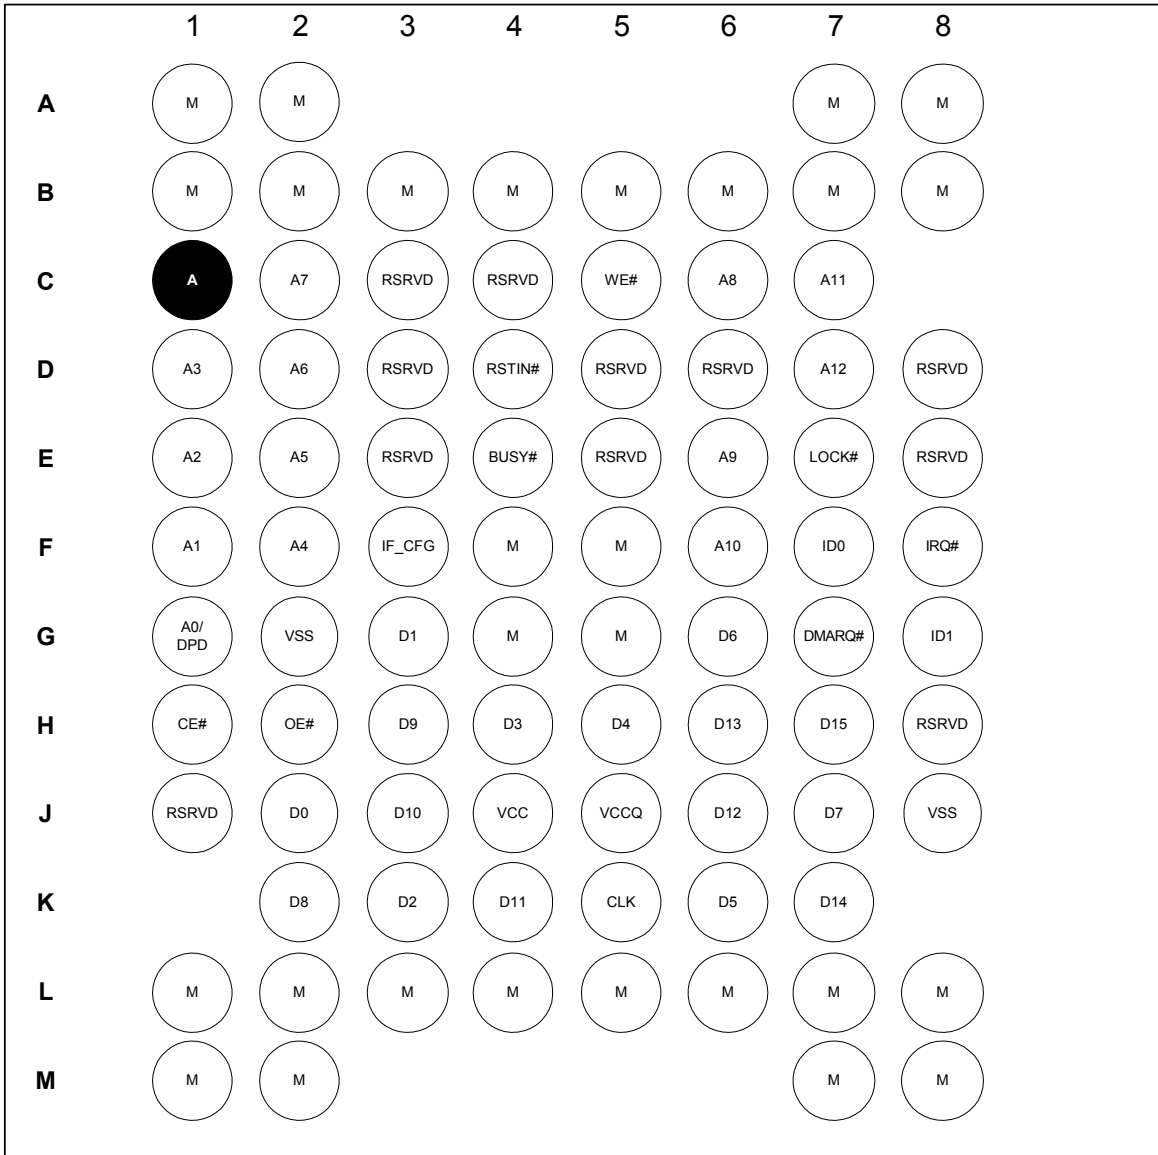 1 2 3 4 5 6 7 8
A M M M M
B M M M M M M M M
C A A7 RSRVD RSRVD WE# A8 A11
D A3 A6 RSRVD RSTIN# RSRVD RSRVD A12 RSRVD
E A2 A5 RSRVD BUSY# RSRVD A9 LOCK# RSRVD
F A1 A4 IF_CFG M M A10 ID0 IRQ#
G A0/ DPD VSS D1 M M D6 DMARQ# ID1
H CE# OE# D9 D3 D4 D13 D15 RSRVD
J RSRVD D0 D10 VCC VCCQ D12 D7 VSS
K D8 D2 D11 CLK D5 D14
L M M M M M M M M
M M M M M